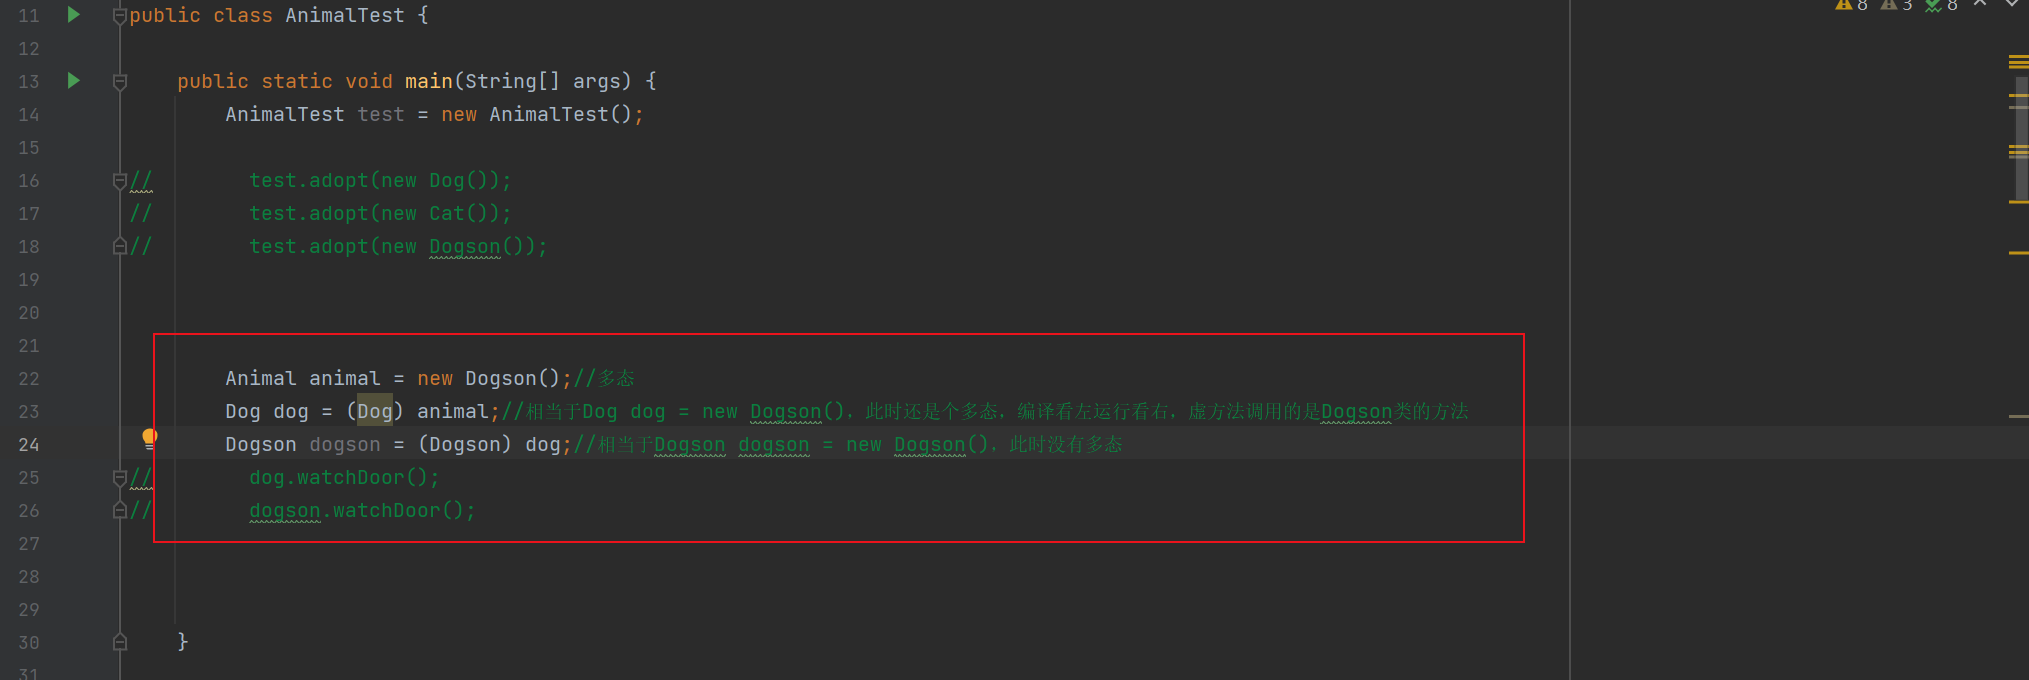 8 3 8
11 public class AnimalTest {
12
13 public static void main(String[] args) {
14 AnimalTest test = new AnimalTest();
15
16 // test.adopt(new Dog());
17 // test.adopt(new Cat());
18 // test.adopt(new Dogson());
19
20
21
22 Animal animal = new Dogson();//多态
23 Dog dog = (Dog) animal;//相当于Dog dog = new Dogson()，此时还是个多态，编译看左运行看右，虚方法调用的是Dogson类的方法
24 Dogson dogson = (Dogson) dog;//相当于Dogson dogson = new Dogson()，此时没有多态
25 // dog.watchDoor();
26 // dogson.watchDoor();
27
28
29
30 }
31